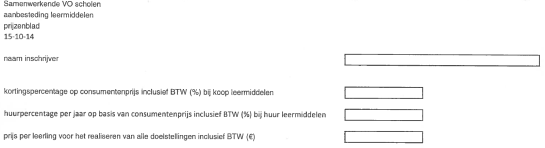 Samenwerkende VO scholen
aanbesteding leermiddelen
prijzenblad
15-10-14
naam inschrijver
kortingspercentage op consumentenprijs inclusief BTW (%) bij koop leermiddelen
huurpercentage per jaar op basis van consumentenprijs inclusief BTW (%) bij huur leermiddelen
prijs per leerling voor het realiseren van alle doelstellingen inclusief BTW (€)